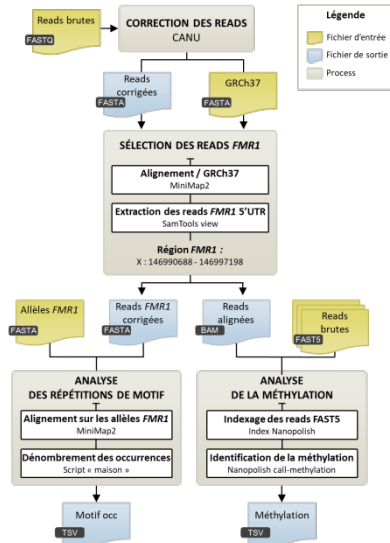 Reads brutes
FASTQ
CORRECTION DES READS
CANU
Légende
Fichier d'entrée
Fichier de sortie
Process
Reads
corrigées
FASTA
GRCh37
FASTA
SÉLECTION DES READS FMR1
Alignement / GRCh37
MiniMap2
Extraction des reads FMR1 5'UTR
SamTools view
Région FMR1 :
X : 146990688 - 146997198
Allèles FMR1
FASTA
Reads FMR1
corrigées
FASTA
Reads
alignées
BAM
Reads
brutes
FAST5
ANALYSE
DES RÉPÉTITIONS DE MOTIF
Alignement sur les allèles FMR1
MiniMap2
Dénombrement des occurrences
Script « maison »
ANALYSE
DE LA MÉTHYLATION
Indexage des reads FAST5
Index Nanopolish
Identification de la méthylation
Nanopolish call-methylation
Motif occ
TSV
Méthylation
TSV